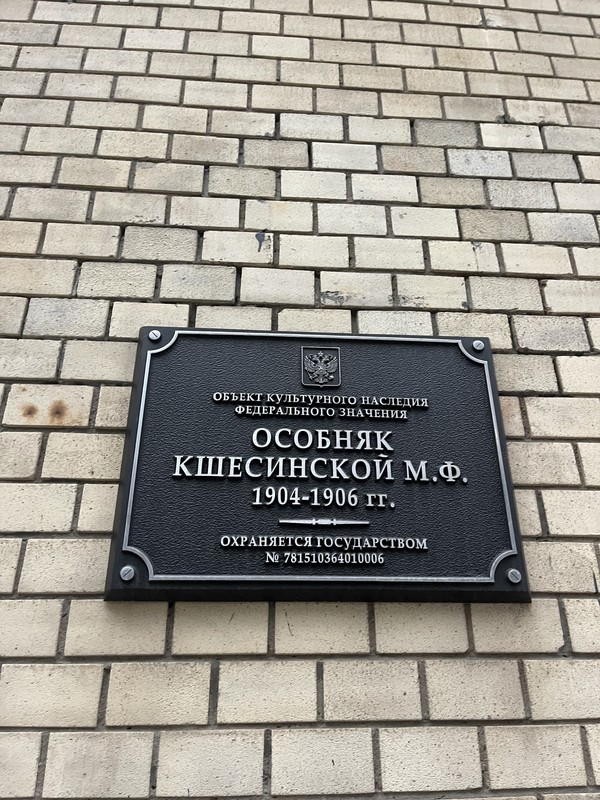 ОБЪЕКТ КУЛЬТУРНОГО НАСЛЕДИЯ
ФЕДЕРАЛЬНОГО ЗНАЧЕНИЯ
ОСОБНЯК
КШЕСИНСКОЙ М.Ф.
1904-1906 гг.
ОХРАНЯЕТСЯ ГОСУДАРСТВОМ
№ 781510364010006